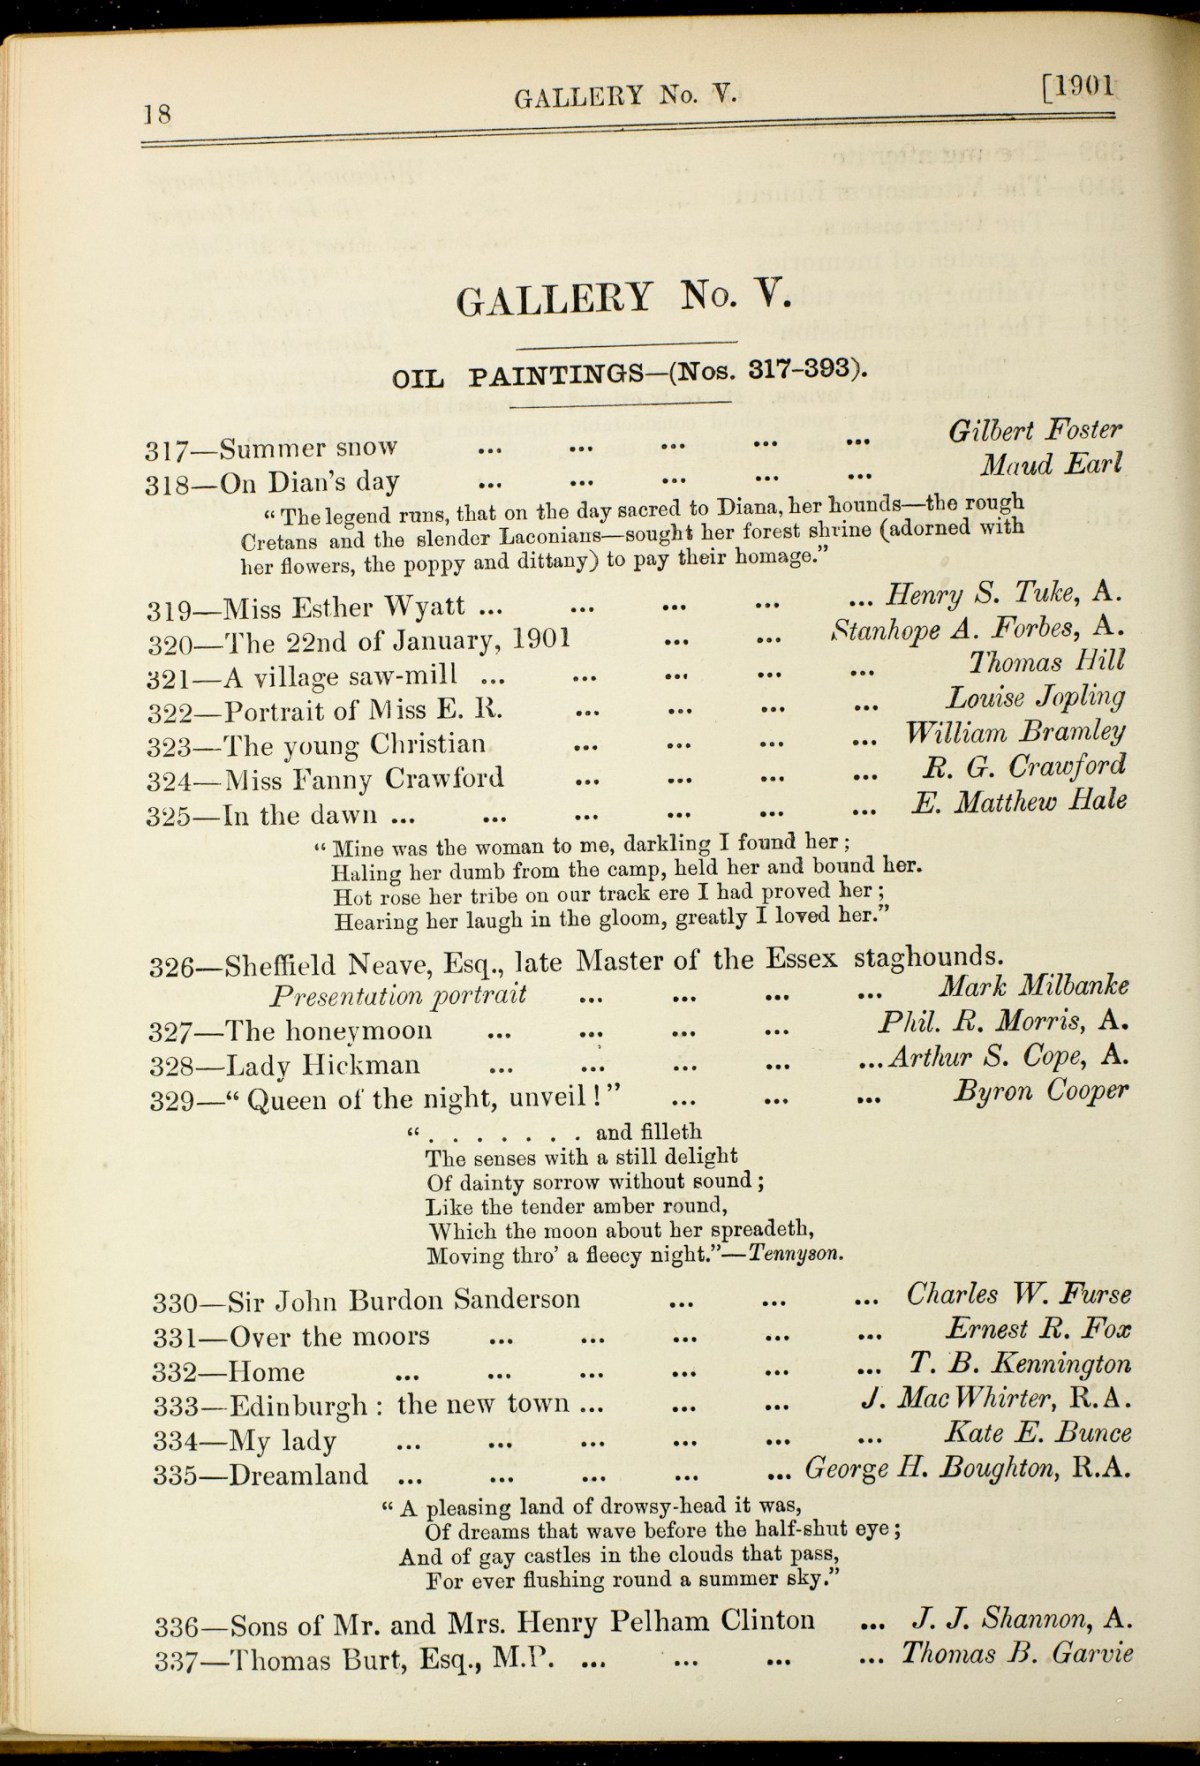 18 GALLERY No. V. [1901
GALLERY No. V.
OIL PAINTINGS—(Nos. 317-393).
317—Summer snow ... ... ... ... ... Gilbert Foster
318—On Dian's day ... ... ... ... ... Maud Earl
“ The legend runs, that on the day sacred to Diana, her hounds—the rough
Cretans and the slender Laconians—sought her forest shrine (adorned with
her flowers, the poppy and dittany) to pay their homage.”
319—Miss Esther Wyatt ... ... ... ... ... Henry S. Tuke, A.
320—The 22nd of January, 1901 ... ... Stanhope A. Forbes, A.
321—A village saw-mill ... ... ... ... ... Thomas Hill
322—Portrait of Miss E. R. ... ... ... ... Louise Jopling
323—The young Christian ... ... ... ... William Bramley
324—Miss Fanny Crawford ... ... ... ... R. G. Crawford
325—In the dawn ... ... ... ... ... ... E. Matthew Hale
“ Mine was the woman to me, darkling I found her ;
Haling her dumb from the camp, held her and bound her.
Hot rose her tribe on our track ere I had proved her ;
Hearing her laugh in the gloom, greatly I loved her.”
326—Sheffield Neave, Esq., late Master of the Essex staghounds.
Presentation portrait ... ... ... ... Mark Milbanke
327—The honeymoon ... ... ... ... Phil. R. Morris, A.
328—Lady Hickman ... ... ... ... ... Arthur S. Cope, A.
329—“ Queen of the night, unveil ! ” ... ... ... Byron Cooper
“ . . . . . . . and filleth
The senses with a still delight
Of dainty sorrow without sound ;
Like the tender amber round,
Which the moon about her spreadeth,
Moving thro’ a fleecy night.”—Tennyson.
330—Sir John Burdon Sanderson ... ... ... Charles W. Furse
331—Over the moors ... ... ... ... ... Ernest R. Fox
332—Home ... ... ... ... ... ... T. B. Kennington
333—Edinburgh : the new town ... ... ... J. MacWhirter, R.A.
334—My lady ... ... ... ... ... ... Kate E. Bunce
335—Dreamland ... ... ... ... ... George H. Boughton, R.A.
“ A pleasing land of drowsy-head it was,
Of dreams that wave before the half-shut eye ;
And of gay castles in the clouds that pass,
For ever flushing round a summer sky.”
336—Sons of Mr. and Mrs. Henry Pelham Clinton ... J. J. Shannon, A.
337—Thomas Burt, Esq., M.P. ... ... ... ... Thomas B. Garvie